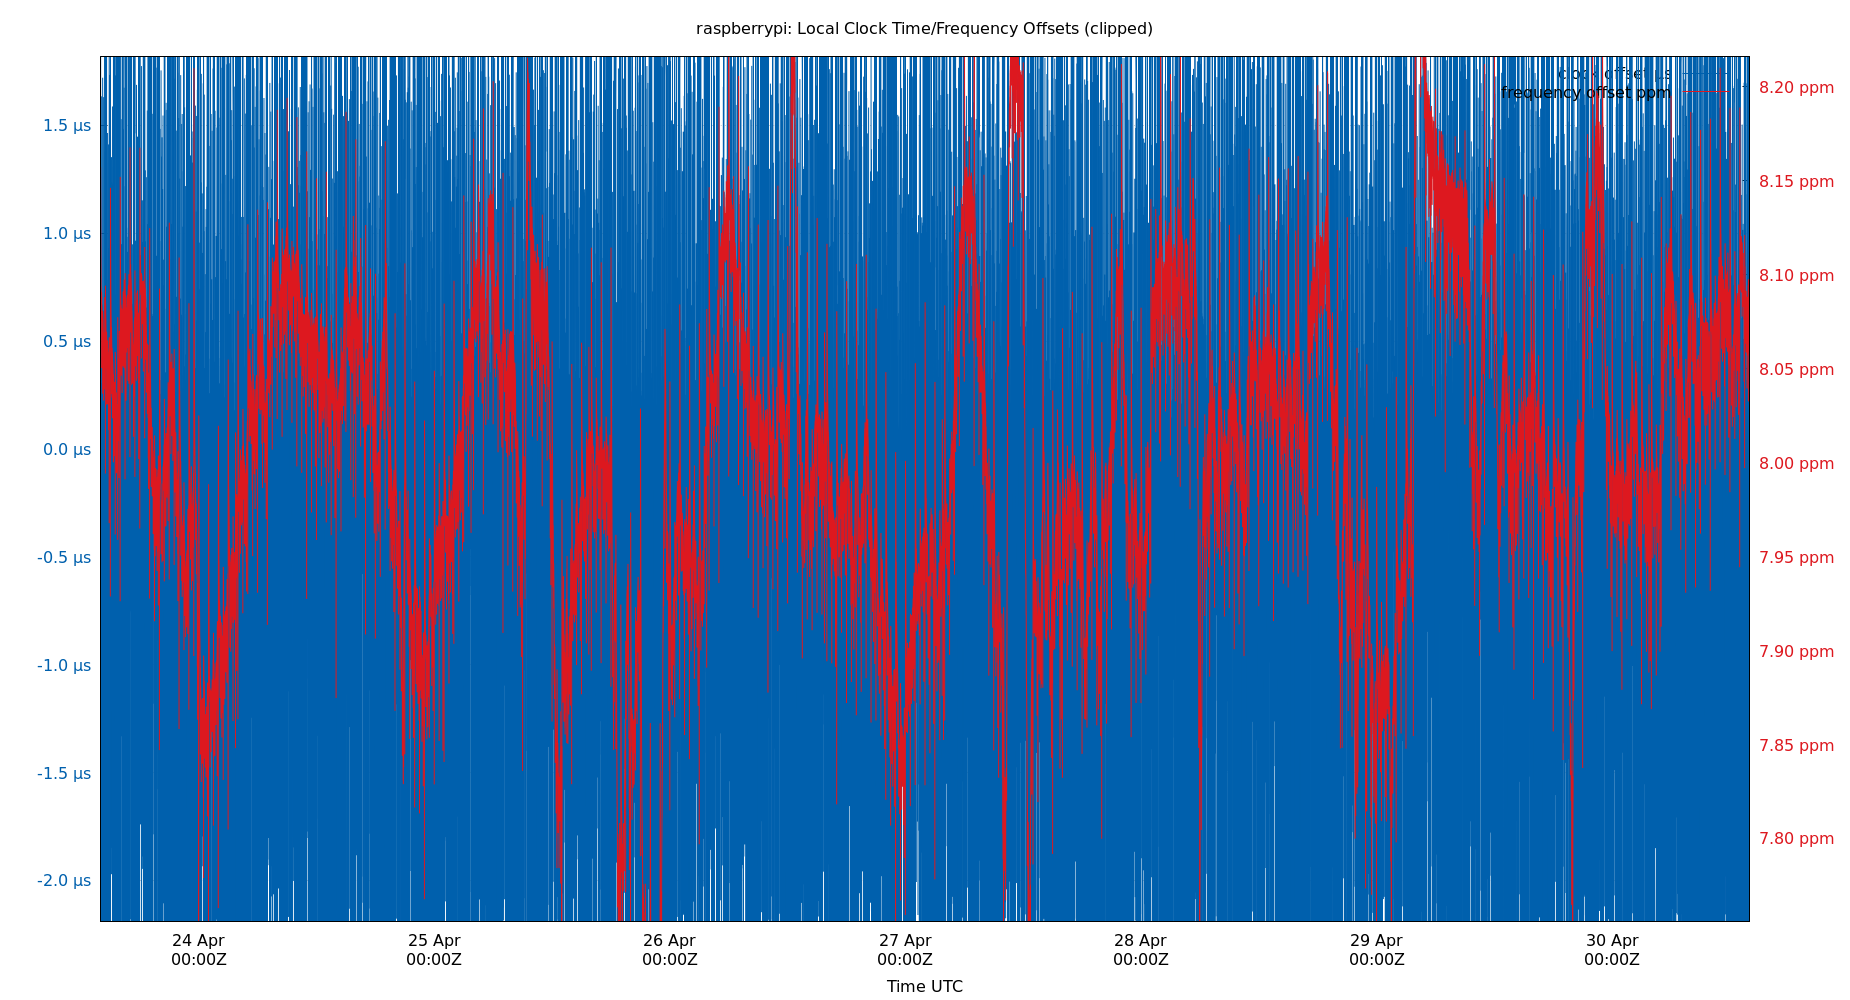 raspberrypi: Local Clock Time/Frequency Offsets (clipped)
clock offset µs
frequency offset ppm
1.5 µs
1.0 µs
0.5 µs
0.0 µs
-0.5 µs
-1.0 µs
-1.5 µs
-2.0 µs
8.20 ppm
8.15 ppm
8.10 ppm
8.05 ppm
8.00 ppm
7.95 ppm
7.90 ppm
7.85 ppm
7.80 ppm
24 Apr
00:00Z
25 Apr
00:00Z
26 Apr
00:00Z
27 Apr
00:00Z
28 Apr
00:00Z
29 Apr
00:00Z
30 Apr
00:00Z
Time UTC